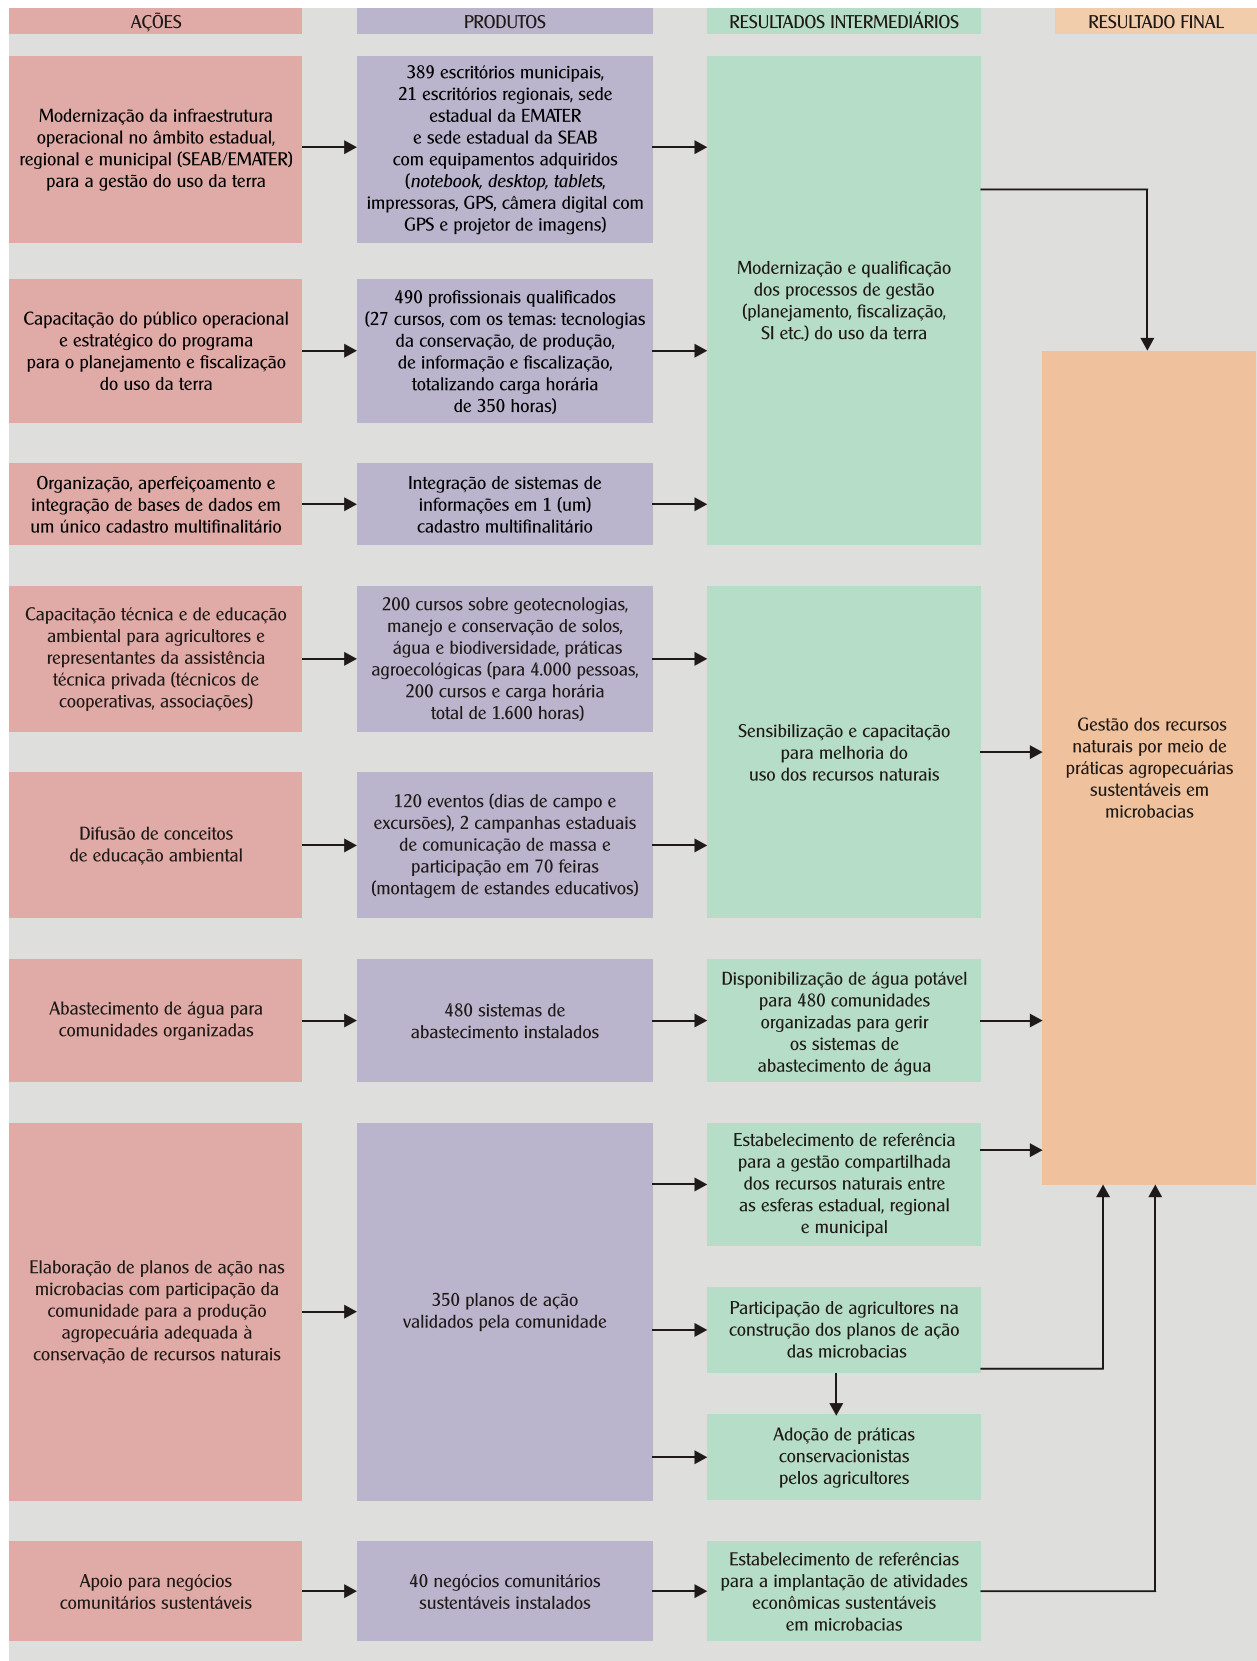 AÇÕES
PRODUTOS
RESULTADOS INTERMEDIÁRIOS
RESULTADO FINAL
Modernização da infraestrutura
operacional no âmbito estadual,
regional e municipal (SEAB/EMATER)
para a gestão do uso da terra
389 escritórios municipais,
21 escritórios regionais, sede
estadual da EMATER
e sede estadual da SEAB
com equipamentos adquiridos
(notebook, desktop, tablets,
impressoras, GPS, câmera digital com
GPS e projetor de imagens)
Modernização e qualificação
dos processos de gestão
(planejamento, fiscalização,
SI etc.) do uso da terra
Capacitação do público operacional
e estratégico do programa
para o planejamento e fiscalização
do uso da terra
490 profissionais qualificados
(27 cursos, com os temas: tecnologias
da conservação, de produção,
de informação e fiscalização,
totalizando carga horária
de 350 horas)
Organização, aperfeiçoamento e
integração de bases de dados em
um único cadastro multifinalitário
Integração de sistemas de
informações em 1 (um)
cadastro multifinalitário
Capacitação técnica e de educação
ambiental para agricultores e
representantes da assistência
técnica privada (técnicos de
cooperativas, associações)
200 cursos sobre geotecnologias,
manejo e conservação de solos,
água e biodiversidade, práticas
agroecológicas (para 4.000 pessoas,
200 cursos e carga horária
total de 1.600 horas)
Sensibilização e capacitação
para melhoria do
uso dos recursos naturais
Gestão dos recursos
naturais por meio de
práticas agropecuárias
sustentáveis em
microbacias
Difusão de conceitos
de educação ambiental
120 eventos (dias de campo e
excursões), 2 campanhas estaduais
de comunicação de massa e
participação em 70 feiras
(montagem de estandes educativos)
Abastecimento de água para
comunidades organizadas
480 sistemas de
abastecimento instalados
Disponibilização de água potável
para 480 comunidades
organizadas para gerir
os sistemas de
abastecimento de água
Elaboração de planos de ação nas
microbacias com participação da
comunidade para a produção
agropecuária adequada à
conservação de recursos naturais
350 planos de ação
validados pela comunidade
Estabelecimento de referência
para a gestão compartilhada
dos recursos naturais entre
as esferas estadual, regional
e municipal
Participação de agricultores na
construção dos planos de ação
das microbacias
Adoção de práticas
conservacionistas
pelos agricultores
Apoio para negócios
comunitários sustentáveis
40 negócios comunitários
sustentáveis instalados
Estabelecimento de referências
para a implantação de atividades
econômicas sustentáveis
em microbacias